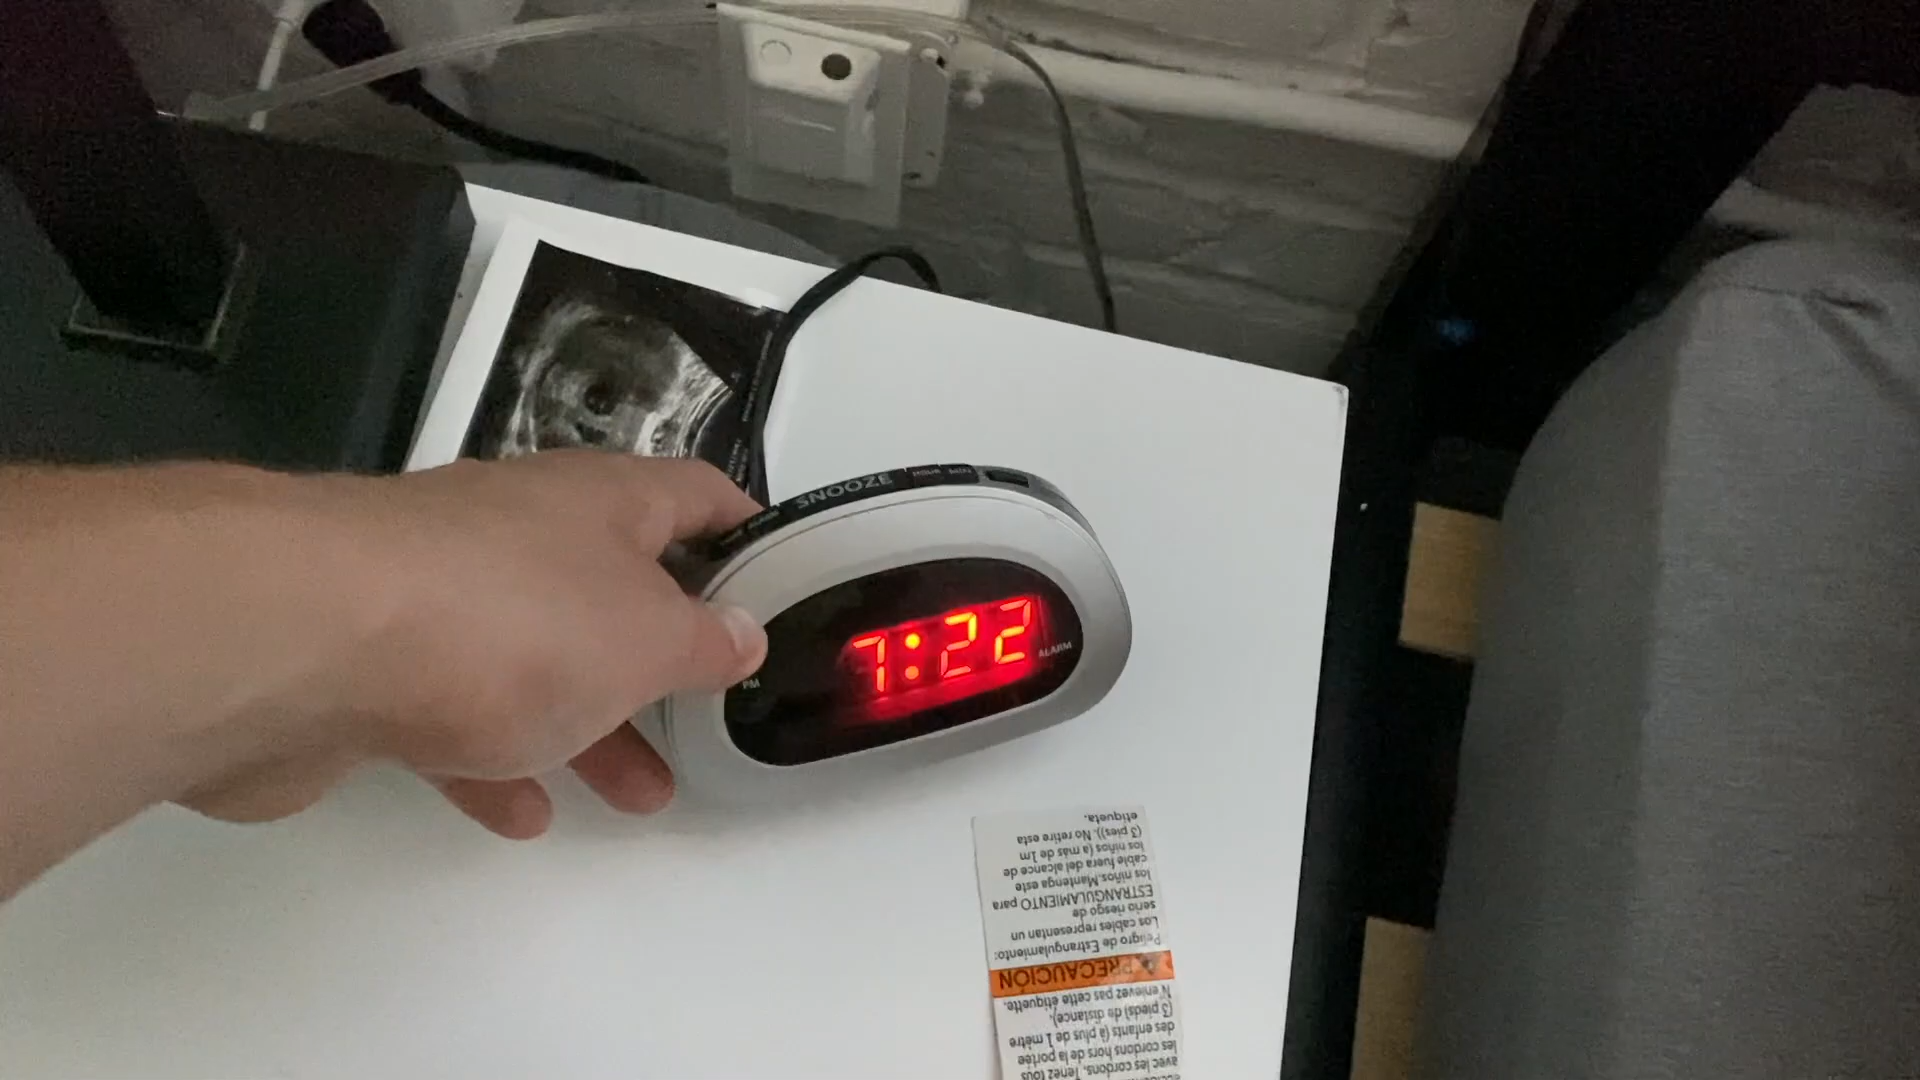 SNOOZE
7:22
PM
ALARM
accidentellement
avec les cordons. Tenez tous
les cordons hors de la portée
des enfants (à plus de 1 mètre
(3 pieds) de distance).
N'enlevez pas cette étiquette.
PRECAUCIÓN
Peligro de Estrangulamiento:
Los cables representan un
serio riesgo de
ESTRANGULAMIENTO para
los niños. Mantenga este
cable fuera del alcance de
los niños (a más de 1m
(3 pies)). No retire esta
etiqueta.